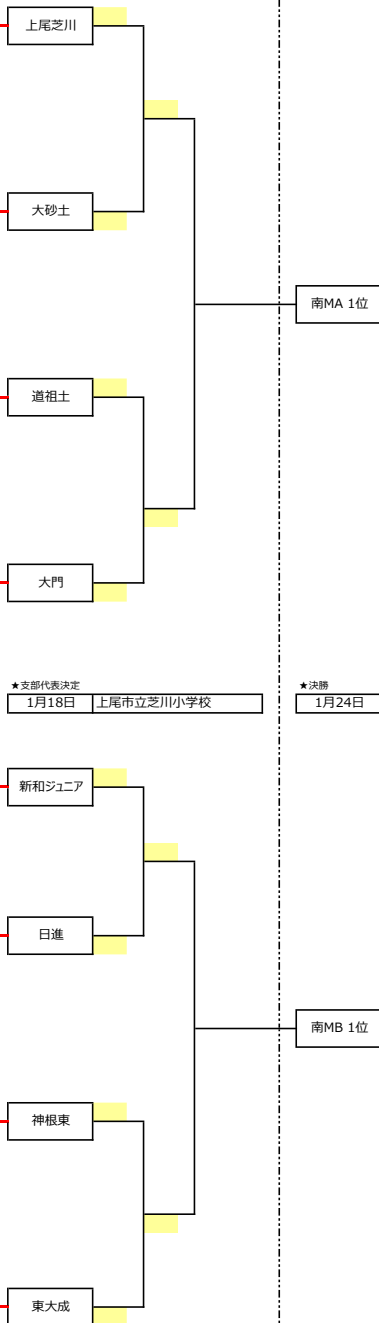 上尾芝川
大砂土
南MA 1位
道祖土
大門
★支部代表決定
★決勝
1月18日 上尾市立芝川小学校
1月24日
新和ジュニア
日進
南MB 1位
神根東
東大成